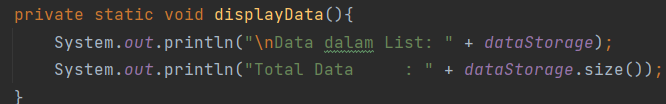 private static void displayData(){
    System.out.println("\nData dalam List: " + dataStorage);
    System.out.println("Total Data     : " + dataStorage.size());
}